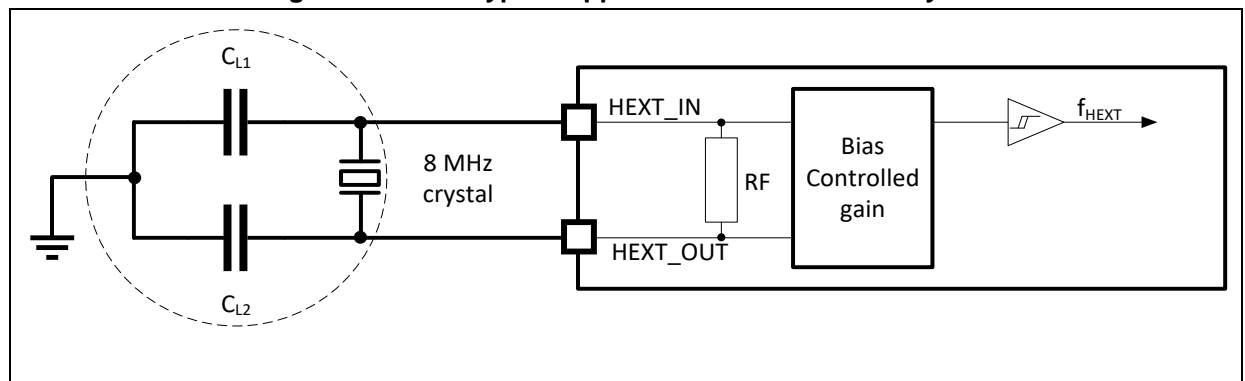 C_L1
HEXT_IN
f_HEXT
8 MHz
crystal
RF
Bias
Controlled
gain
HEXT_OUT
C_L2